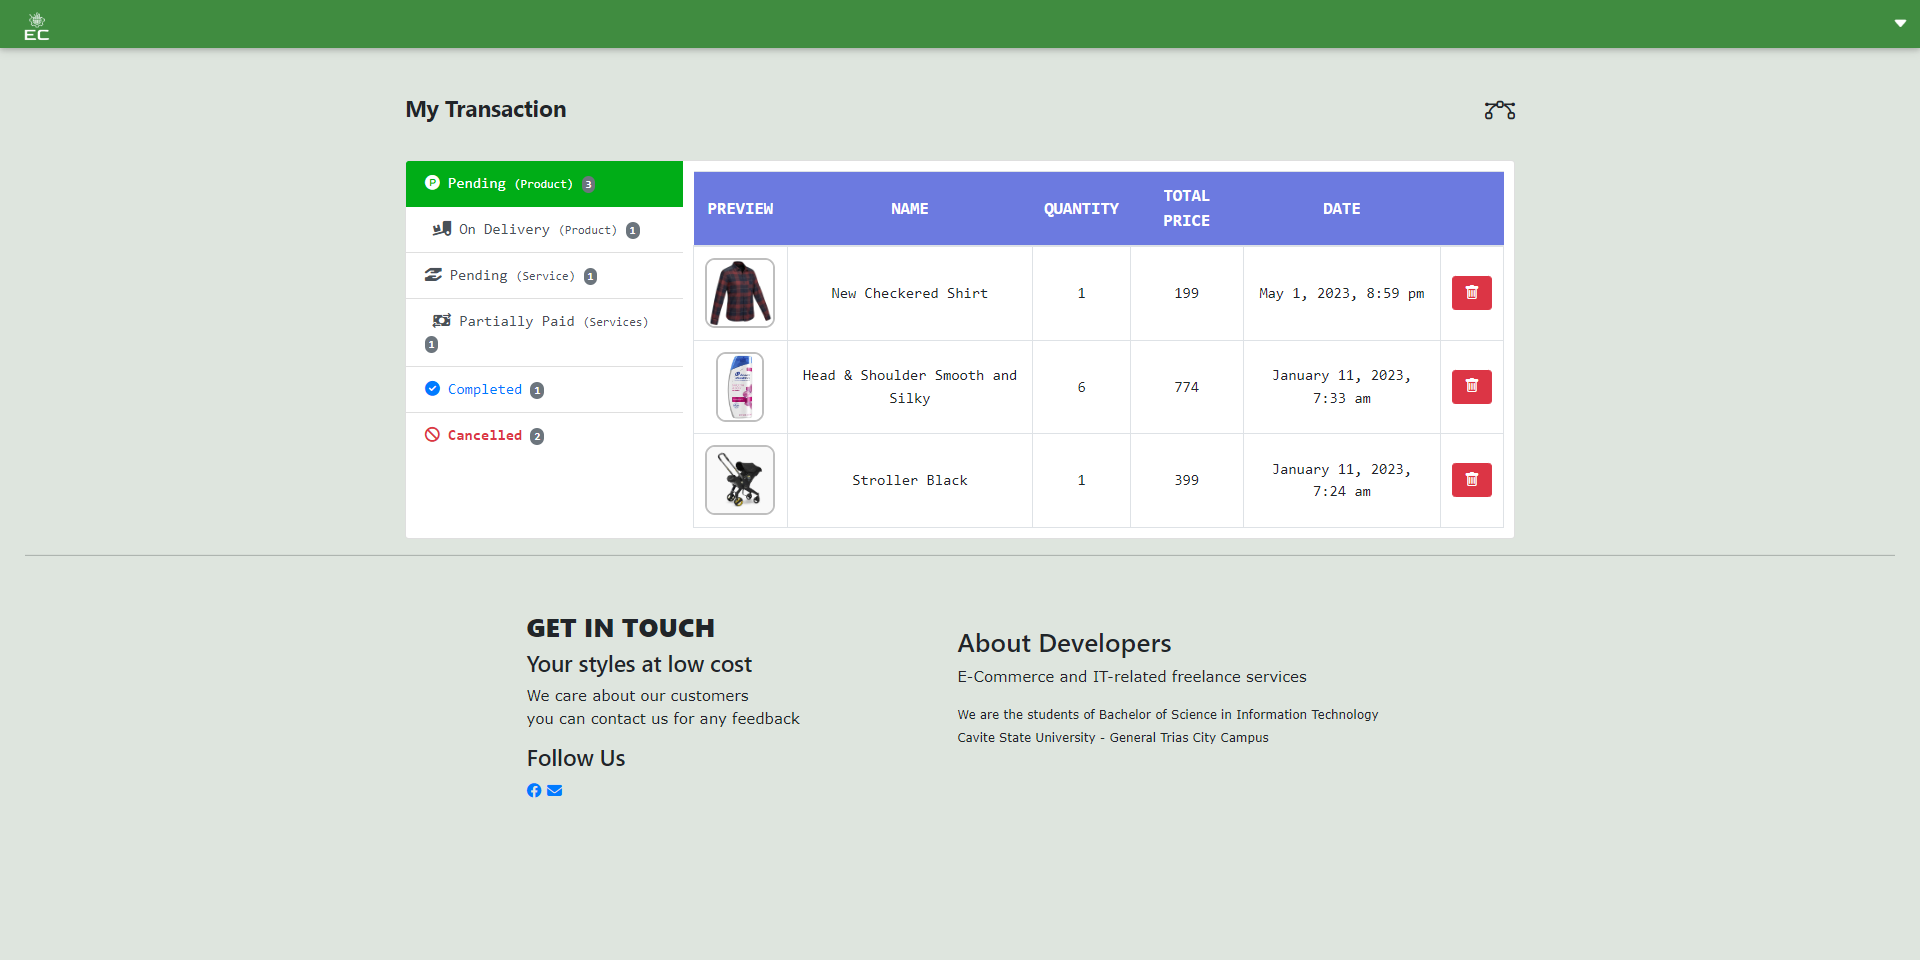 EC
My Transaction
P Pending (Product) 3
On Delivery (Product) 1
Pending (Service) 1
Partially Paid (Services)
1
Completed 1
Cancelled 2
PREVIEW NAME QUANTITY TOTAL PRICE DATE
New Checkered Shirt 1 199 May 1, 2023, 8:59 pm
Head & Shoulder Smooth and
Silky
6 774 January 11, 2023,
7:33 am
Stroller Black 1 399 January 11, 2023,
7:24 am
GET IN TOUCH
Your styles at low cost
We care about our customers
you can contact us for any feedback
Follow Us
About Developers
E-Commerce and IT-related freelance services
We are the students of Bachelor of Science in Information Technology
Cavite State University - General Trias City Campus